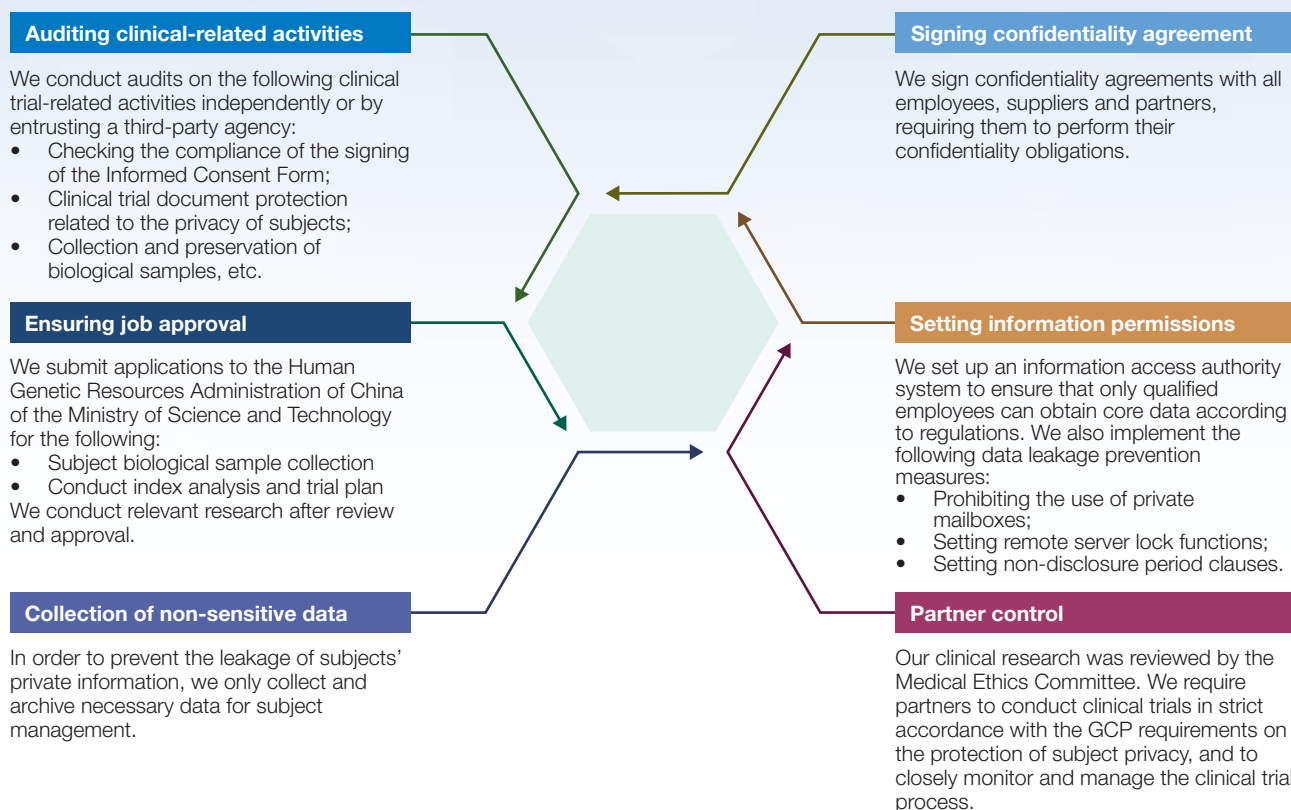 Auditing clinical-related activities
We conduct audits on the following clinical
trial-related activities independently or by
entrusting a third-party agency:
• Checking the compliance of the signing
of the Informed Consent Form;
• Clinical trial document protection
related to the privacy of subjects;
• Collection and preservation of
biological samples, etc.
Ensuring job approval
We submit applications to the Human
Genetic Resources Administration of China
of the Ministry of Science and Technology
for the following:
• Subject biological sample collection
• Conduct index analysis and trial plan
We conduct relevant research after review
and approval.
Collection of non-sensitive data
In order to prevent the leakage of subjects’
private information, we only collect and
archive necessary data for subject
management.
Signing confidentiality agreement
We sign confidentiality agreements with all
employees, suppliers and partners,
requiring them to perform their
confidentiality obligations.
Setting information permissions
We set up an information access authority
system to ensure that only qualified
employees can obtain core data according
to regulations. We also implement the
following data leakage prevention
measures:
• Prohibiting the use of private
mailboxes;
• Setting remote server lock functions;
• Setting non-disclosure period clauses.
Partner control
Our clinical research was reviewed by the
Medical Ethics Committee. We require
partners to conduct clinical trials in strict
accordance with the GCP requirements on
the protection of subject privacy, and to
closely monitor and manage the clinical trial
process.